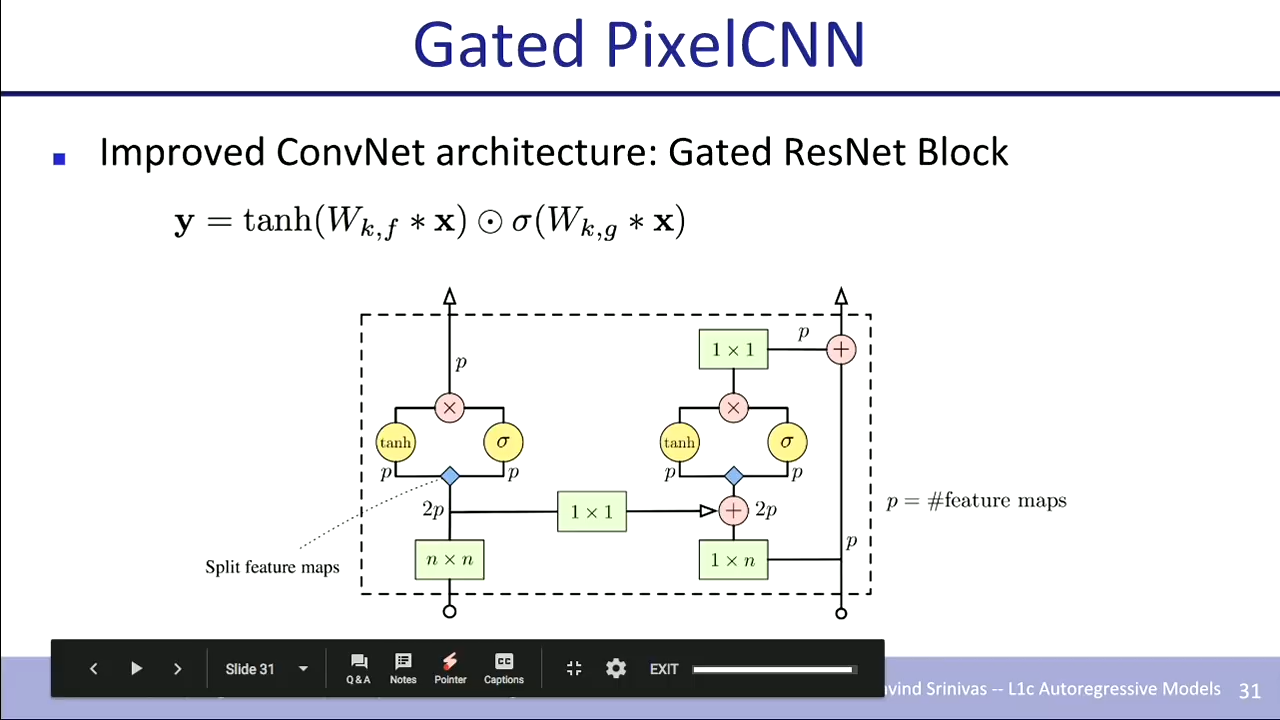 Gated PixelCNN
Improved ConvNet architecture: Gated ResNet Block
y = tanh(W_{k,f} ∗ x) ⊙ σ(W_{k,g} ∗ x)
1 × 1
p
+
p
×
×
tanh
σ
tanh
σ
p
p
p
p
2p
1 × 1
+
2p
p = #feature maps
n × n
1 × n
p
Split feature maps
Slide 31
Q & A
Notes
Pointer
CC
Captions
EXIT
Srinivas -- L1c Autoregressive Models
31